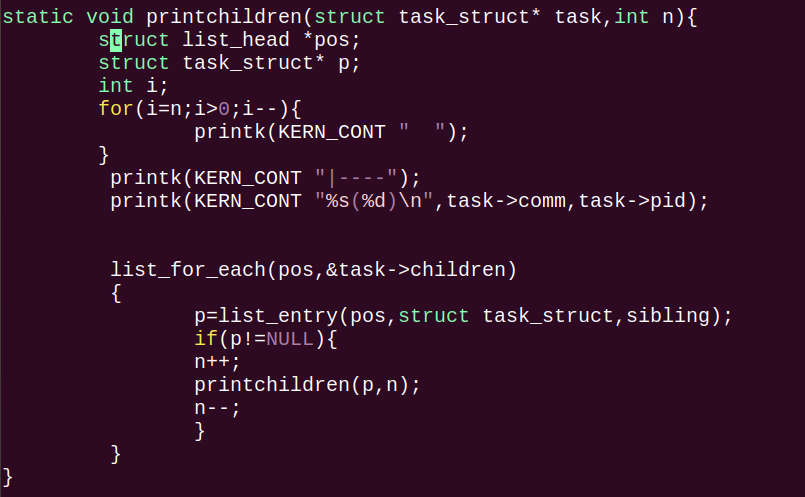 static void printchildren(struct task_struct* task,int n){
        struct list_head *pos;
        struct task_struct* p;
        int i;
        for(i=n;i>0;i--){
                printk(KERN_CONT "  ");
        }
         printk(KERN_CONT "|----");
         printk(KERN_CONT "%s(%d)\n",task->comm,task->pid);
         list_for_each(pos,&task->children)
         {
                p=list_entry(pos,struct task_struct,sibling);
                if(p!=NULL){
                n++;
                printchildren(p,n);
                n--;
                }
         }
}